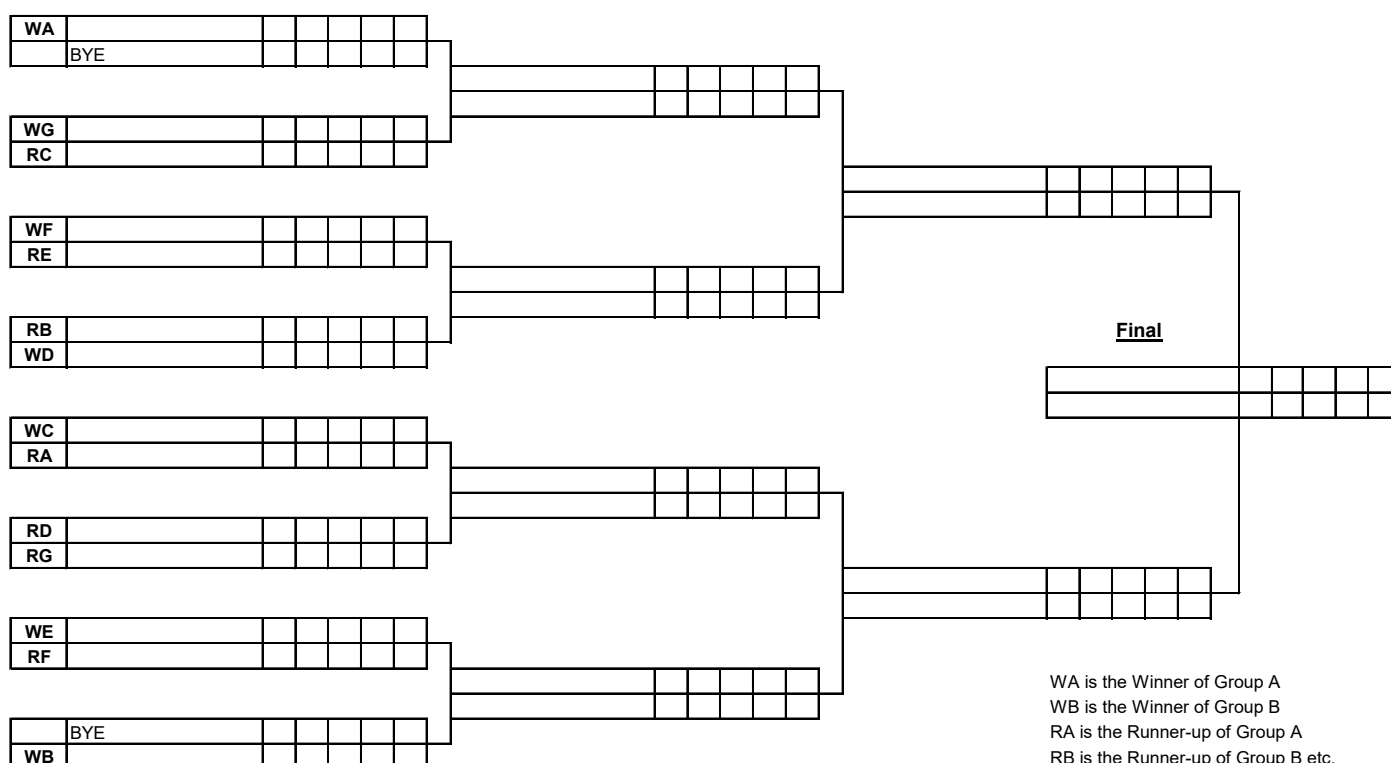 WA
BYE
WG
RC
WF
RE
RB
WD
Final
WC
RA
RD
RG
WE
RF
BYE
WB
WA is the Winner of Group A
WB is the Winner of Group B
RA is the Runner-up of Group A
RB is the Runner-up of Group B etc.